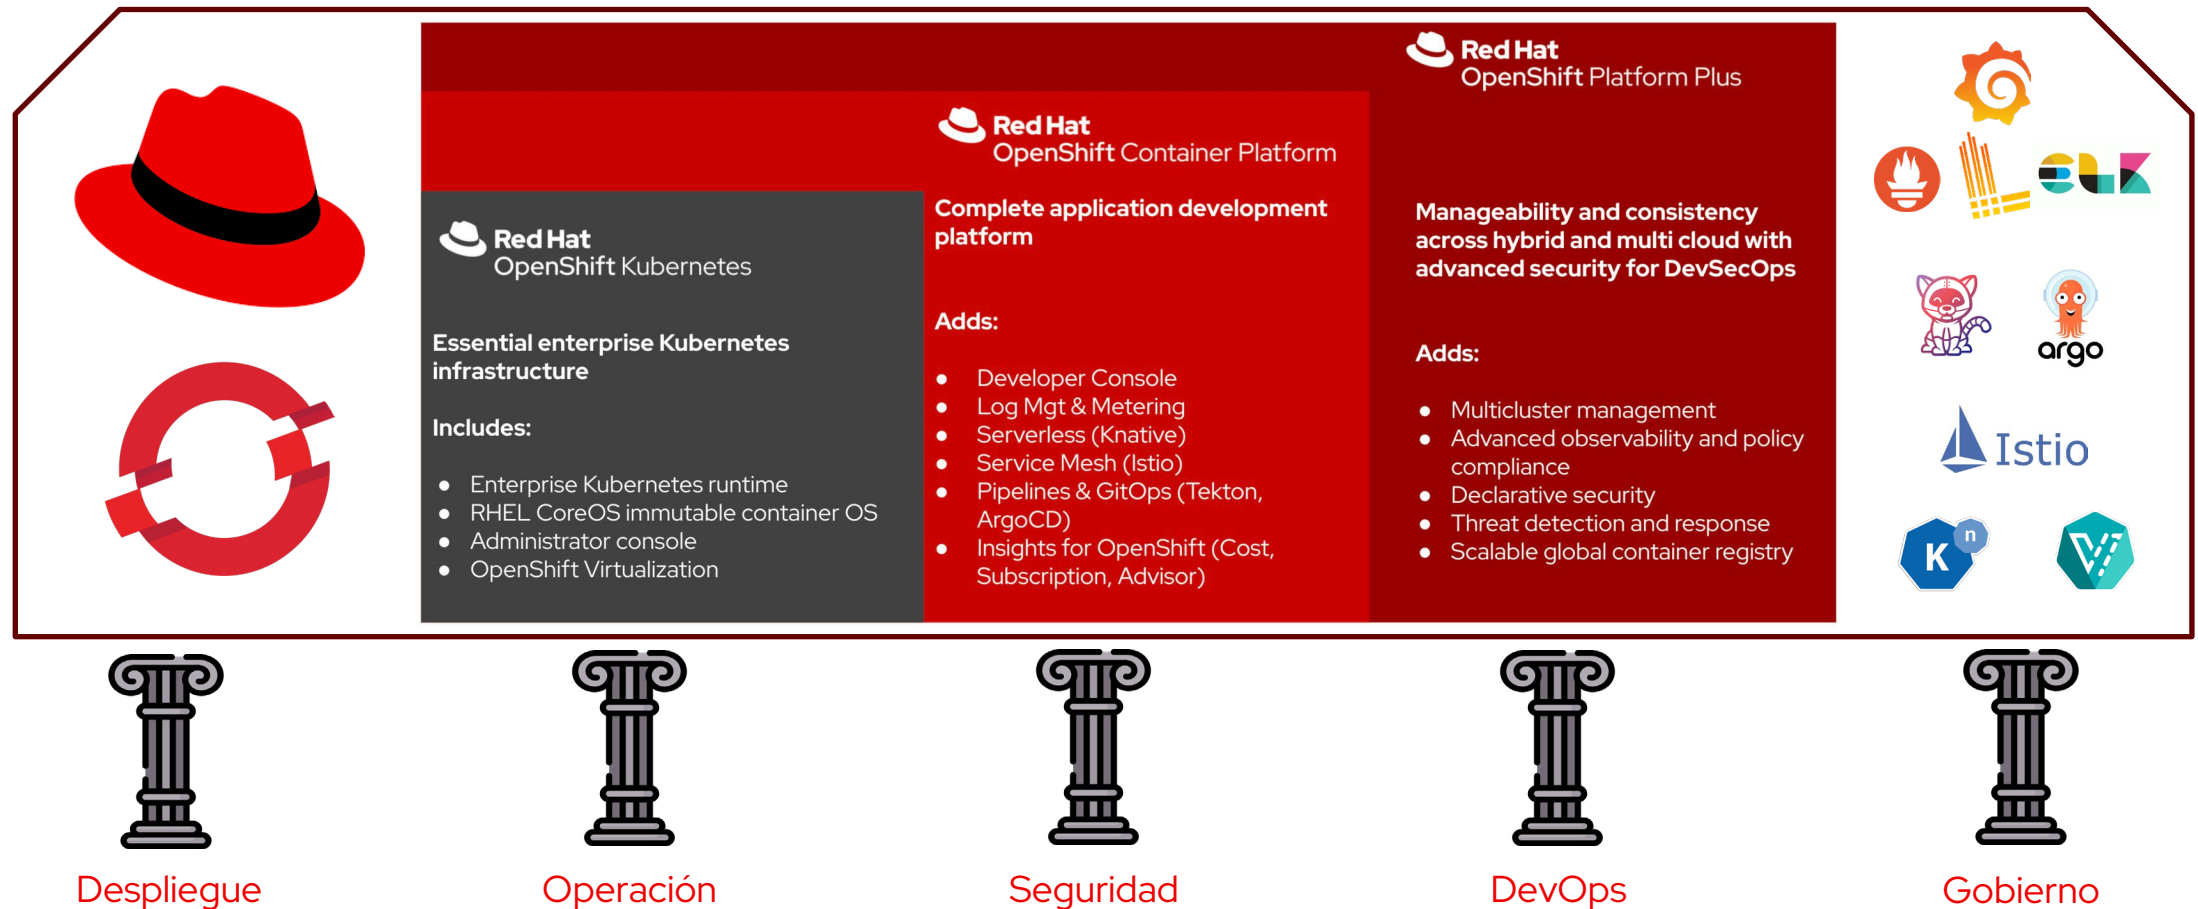 Red Hat
OpenShift Kubernetes
Essential enterprise Kubernetes
infrastructure
Includes:
● Enterprise Kubernetes runtime
● RHEL CoreOS immutable container OS
● Administrator console
● OpenShift Virtualization
Red Hat
OpenShift Container Platform
Complete application development
platform
Adds:
● Developer Console
● Log Mgt & Metering
● Serverless (Knative)
● Service Mesh (Istio)
● Pipelines & GitOps (Tekton,
ArgoCD)
● Insights for OpenShift (Cost,
Subscription, Advisor)
Red Hat
OpenShift Platform Plus
Manageability and consistency
across hybrid and multi cloud with
advanced security for DevSecOps
Adds:
● Multicluster management
● Advanced observability and policy
compliance
● Declarative security
● Threat detection and response
● Scalable global container registry
elk
argo
Istio
K n
Despliegue
Operación
Seguridad
DevOps
Gobierno